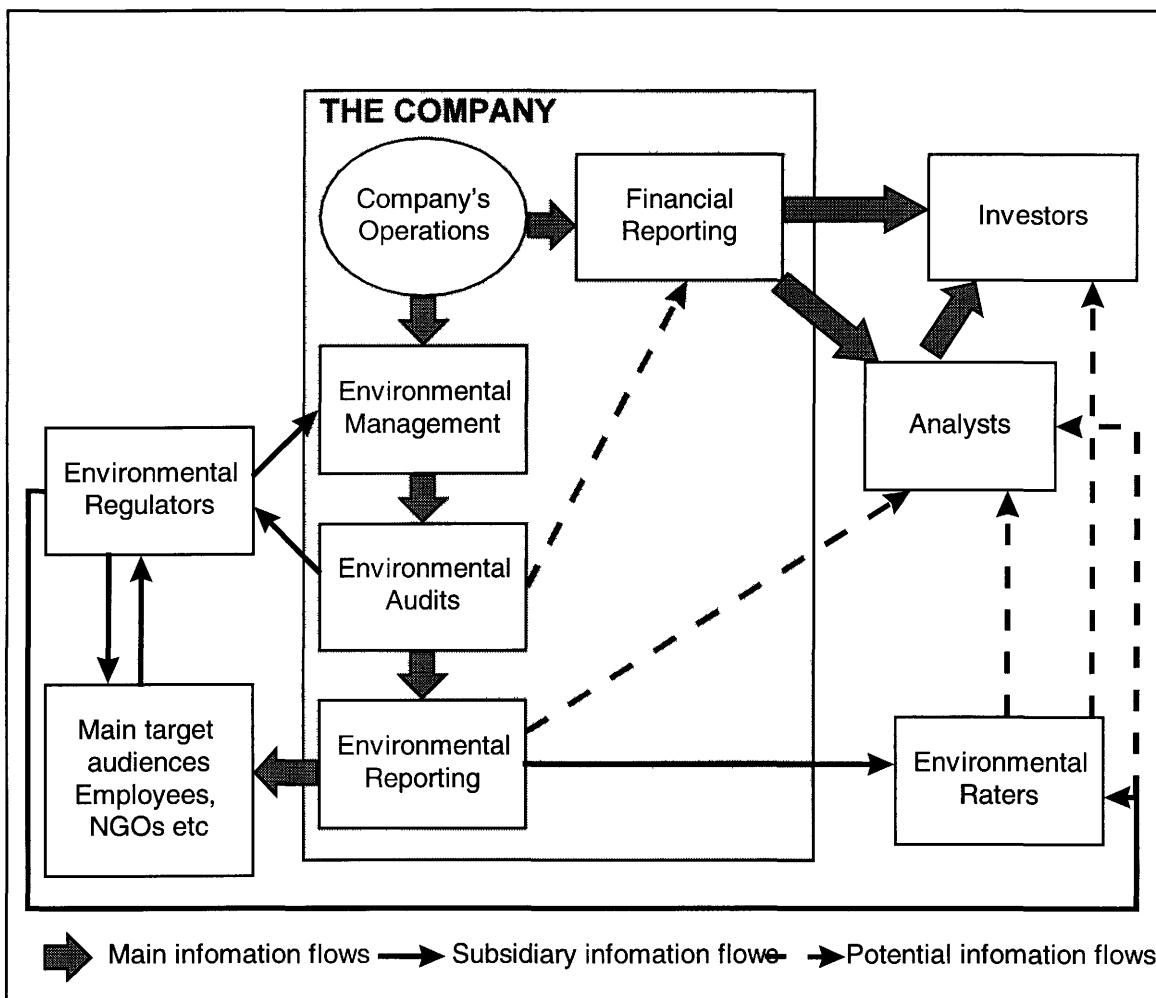 THE COMPANY
Company's
Operations
Financial
Reporting
Investors
Environmental
Management
Analysts
Environmental
Regulators
Environmental
Audits
Main target
audiences
Employees,
NGOs etc
Environmental
Reporting
Environmental
Raters
Main infomation flows
Subsidiary infomation flows
Potential infomation flows